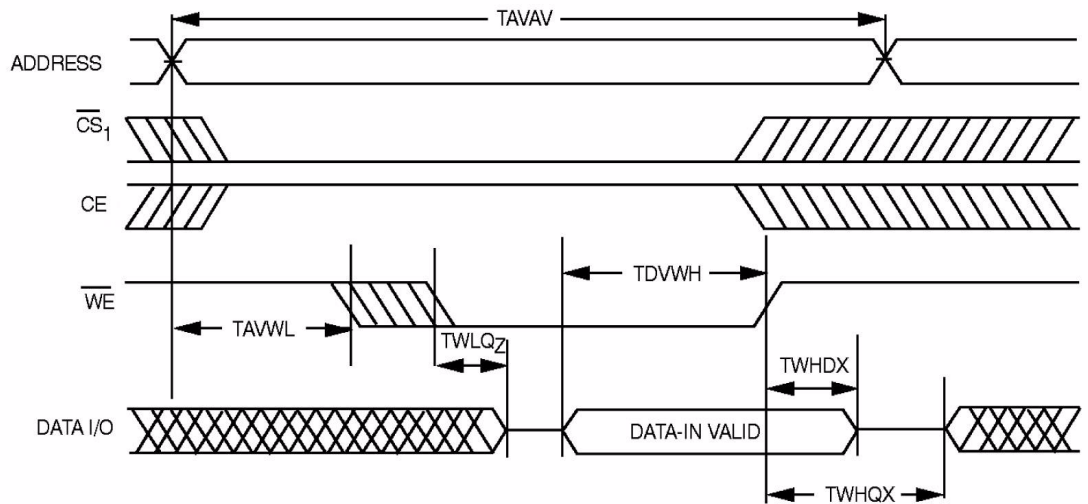 TAVAV
ADDRESS
CS1
CE
TDVWH
WE
TAVWL
TWLQZ
TWHDX
DATA I/O
DATA-IN VALID
TWHQX